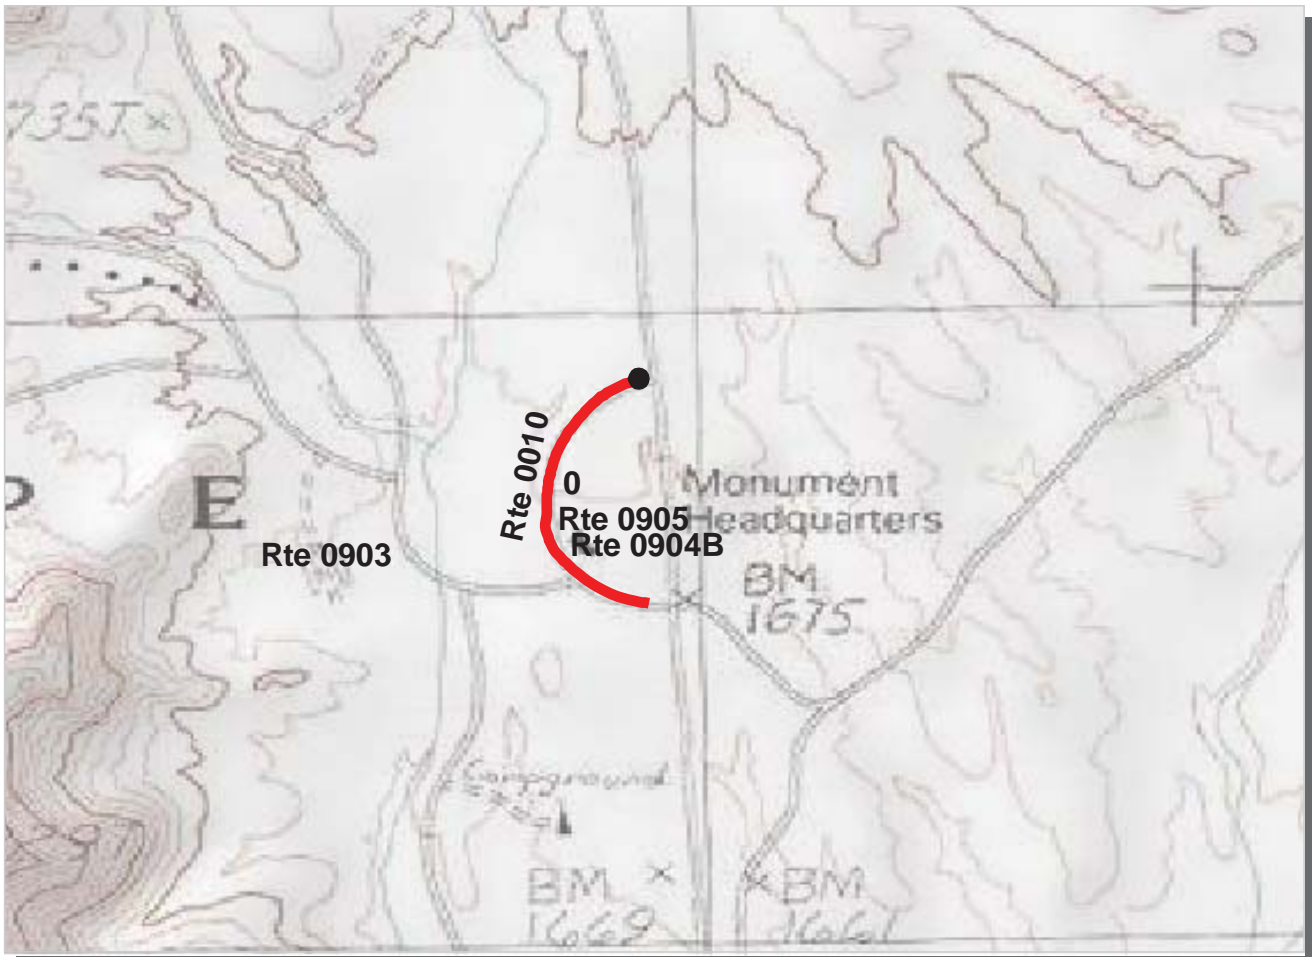 735T
Rte 0010
0
Monument
Rte 0905
Headquarters
E
Rte 0904B
Rte 0903
BM
1675
Campground
BM
1669
BM
1661